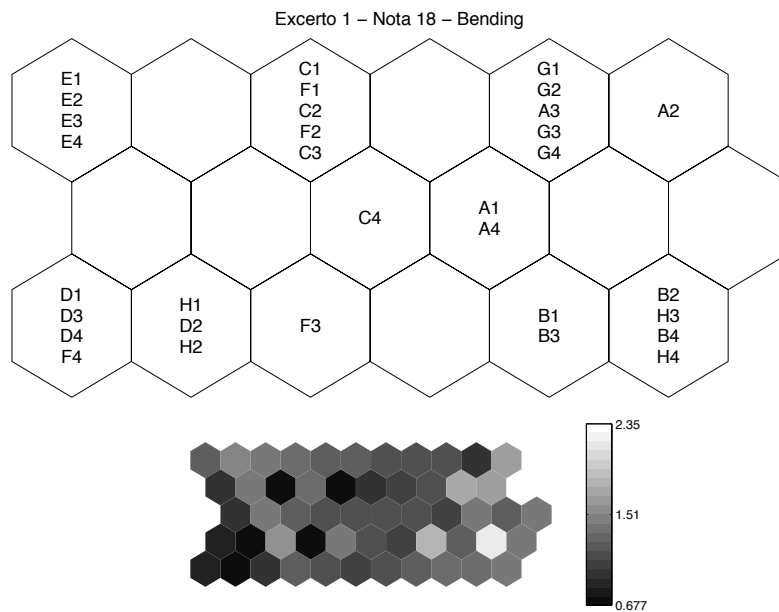 Excerto 1 − Nota 18 − Bending
E1
E2
E3
E4
C1
F1
C2
F2
C3
G1
G2
A3
G3
G4
A2
C4
A1
A4
D1
D3
D4
F4
H1
D2
H2
F3
B1
B3
B2
H3
B4
H4
2.35
1.51
0.677